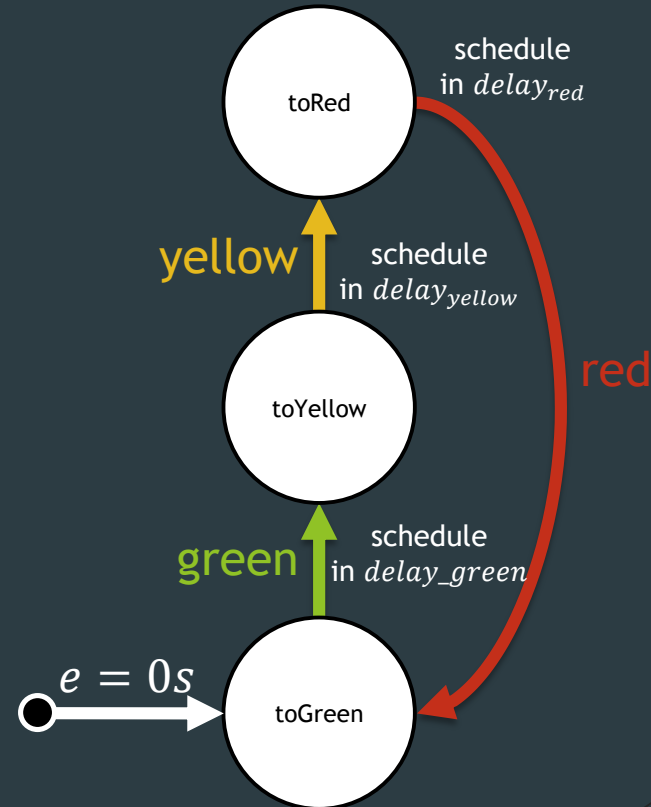 toRed
schedule
in delay_red
yellow
schedule
in delay_yellow
red
toYellow
green
schedule
in delay_green
e = 0s
toGreen